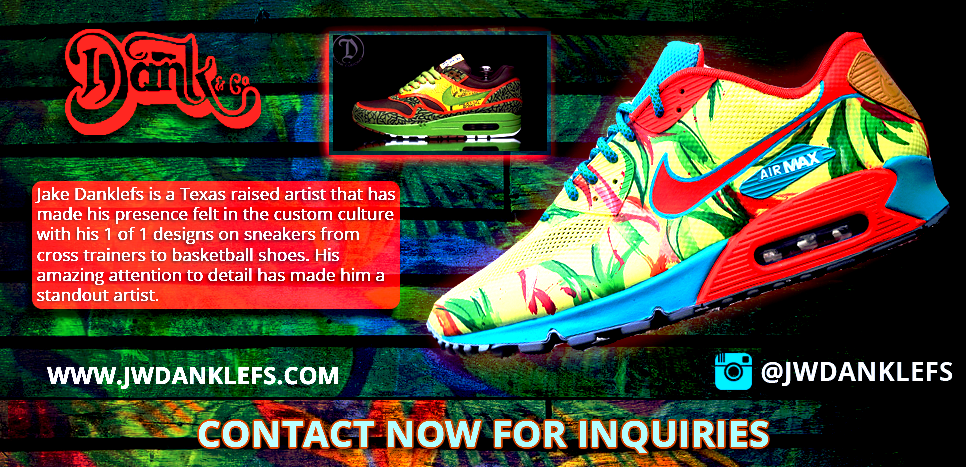 Dank & Co.
D
Jake Danklefs is a Texas raised artist that has
made his presence felt in the custom culture
with his 1 of 1 designs on sneakers from
cross trainers to basketball shoes. His
amazing attention to detail has made him a
standout artist.
AIR MAX
WWW.JWDANKLEFS.COM
@JWDANKLEFS
CONTACT NOW FOR INQUIRIES